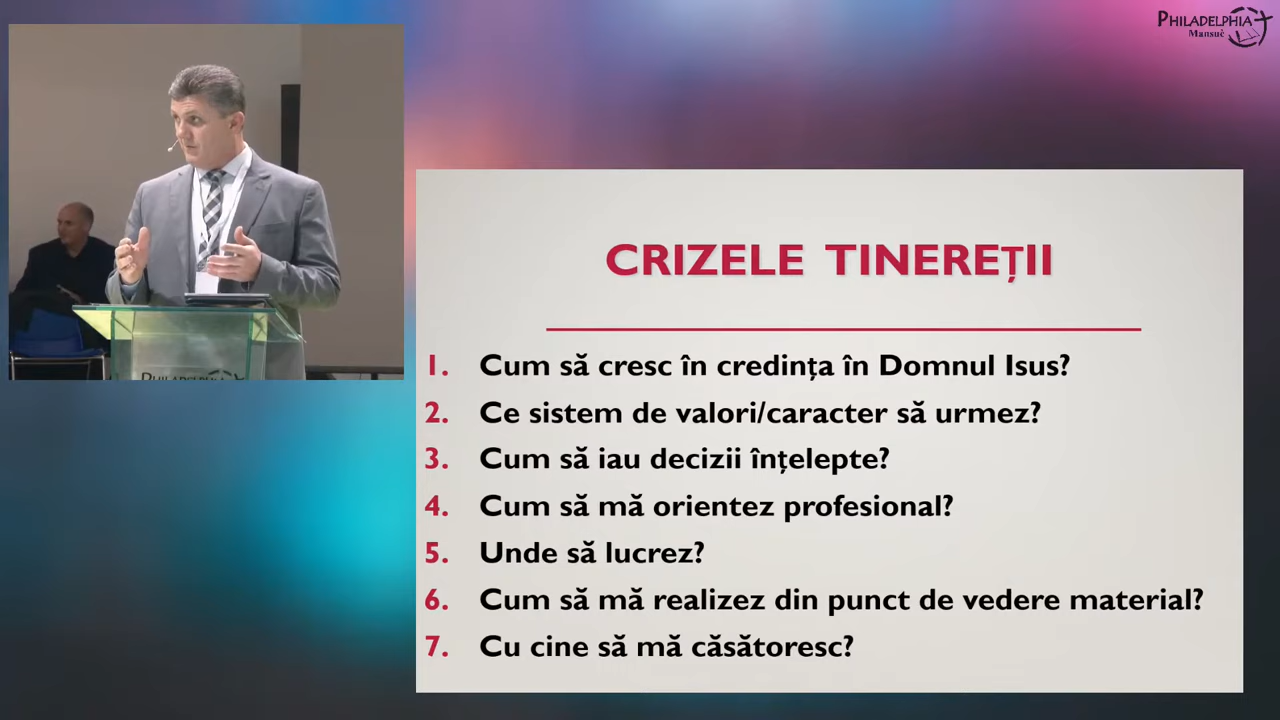 PHILADELPHIA
Mansuè
CRIZELE TINEREȚII
1. Cum să cresc în credința în Domnul Isus?
2. Ce sistem de valori/caracter să urmez?
3. Cum să iau decizii înțelepte?
4. Cum să mă orientez profesional?
5. Unde să lucrez?
6. Cum să mă realizez din punct de vedere material?
7. Cu cine să mă căsătoresc?
PHILADELPHIA